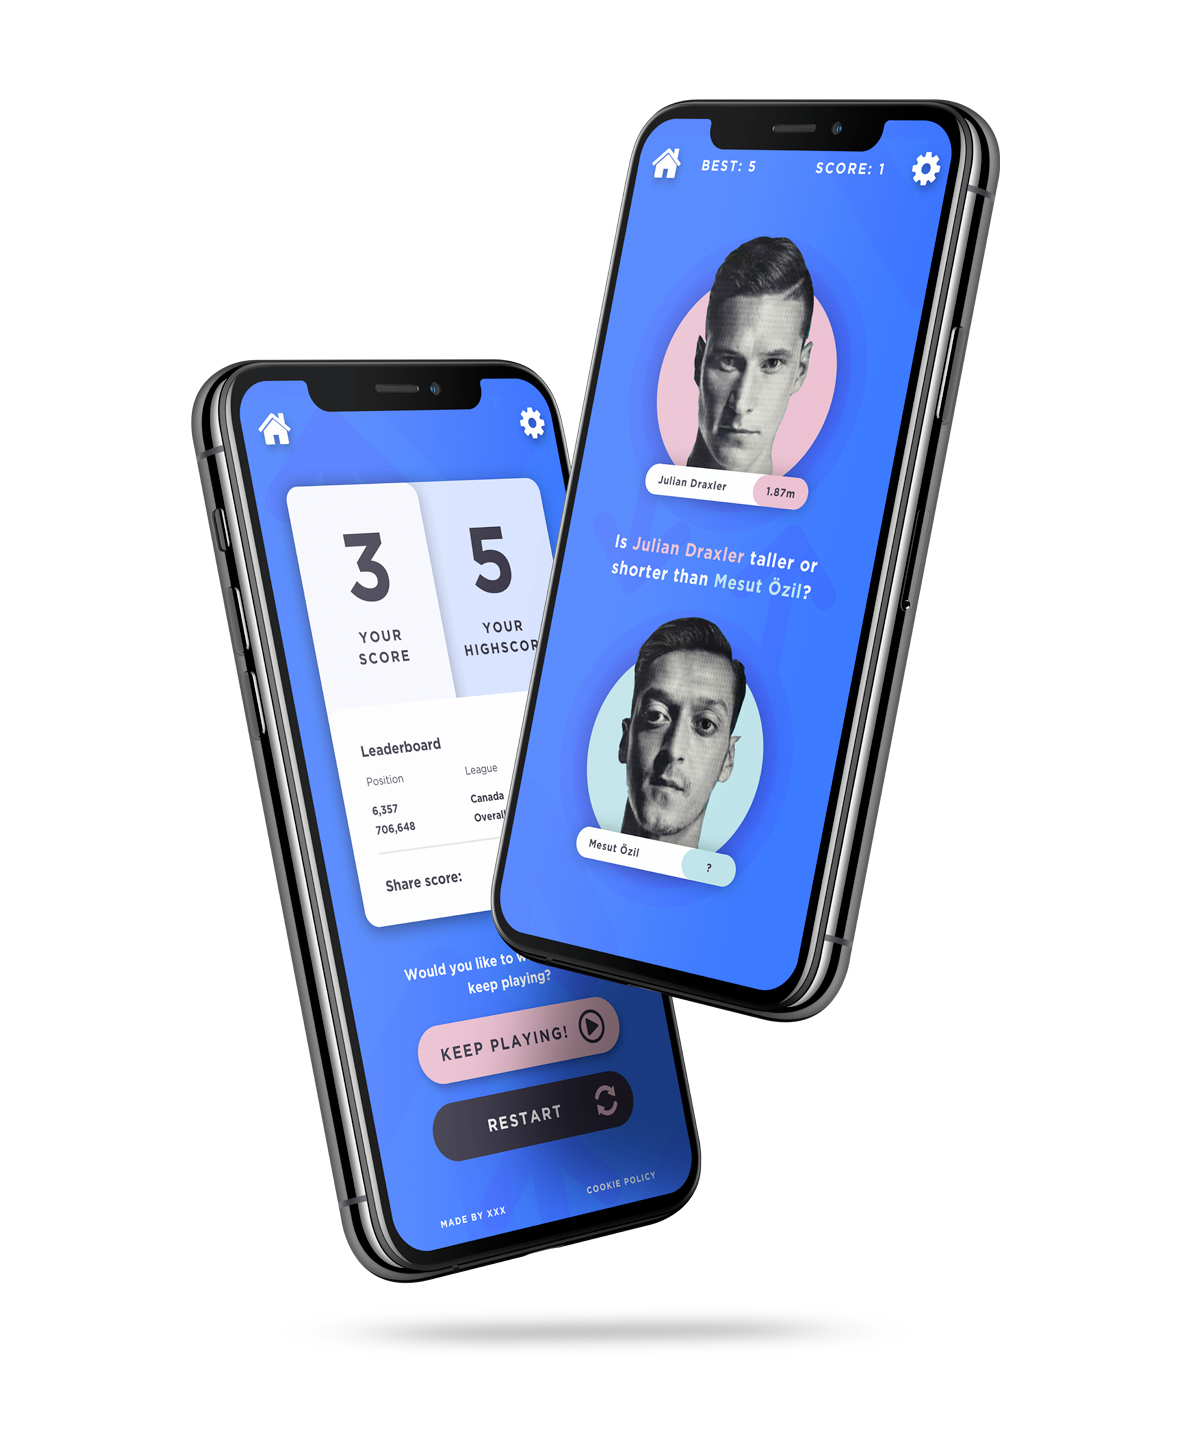 BEST: 5
SCORE: 1
Julian Draxler
1.87m
Is Julian Draxler taller or
shorter than Mesut Özil?
Mesut Özil
?
3
YOUR
SCORE
5
YOUR
HIGHSCOR
Leaderboard
Position
League
6,357
Canada
706,648
Overall
Share score:
Would you like to
keep playing?
KEEP PLAYING!
RESTART
MADE BY XXX
COOKIE POLICY